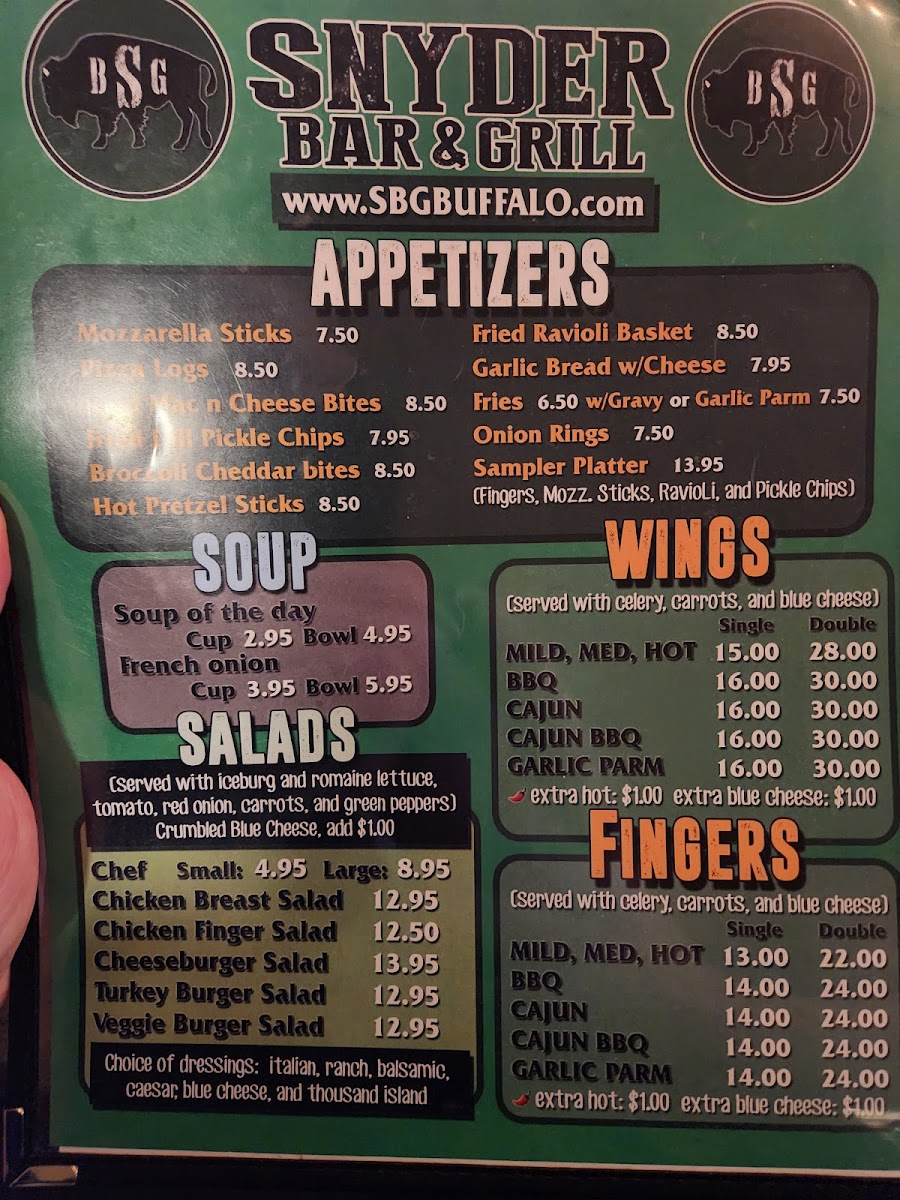 BSG
SNYDER
BSG
BAR & GRILL
www.SBGBUFFALO.com
APPETIZERS
Mozzarella Sticks 7.50
Pizza Logs 8.50
Mac n Cheese Bites 8.50
Fried Dill Pickle Chips 7.95
Broccoli Cheddar bites 8.50
Hot Pretzel Sticks 8.50
Fried Ravioli Basket 8.50
Garlic Bread w/Cheese 7.95
Fries 6.50 w/Gravy or Garlic Parm 7.50
Onion Rings 7.50
Sampler Platter 13.95
(Fingers, Mozz. Sticks, Ravioli, and Pickle Chips)
SOUP
Soup of the day
Cup 2.95 Bowl 4.95
French onion
Cup 3.95 Bowl 5.95
SALADS
(served with iceburg and romaine lettuce,
tomato, red onion, carrots, and green peppers)
Crumbled Blue Cheese, add $1.00
Chef Small: 4.95 Large: 8.95
Chicken Breast Salad 12.95
Chicken Finger Salad 12.50
Cheeseburger Salad 13.95
Turkey Burger Salad 12.95
Veggie Burger Salad 12.95
Choice of dressings: italian, ranch, balsamic,
caesar, blue cheese, and thousand island
WINGS
(served with celery, carrots, and blue cheese)
Single Double
MILD, MED, HOT 15.00 28.00
BBQ 16.00 30.00
CAJUN 16.00 30.00
CAJUN BBQ 16.00 30.00
GARLIC PARM 16.00 30.00
extra hot: $1.00 extra blue cheese: $1.00
FINGERS
(served with celery, carrots, and blue cheese)
Single Double
MILD, MED, HOT 13.00 22.00
BBQ 14.00 24.00
CAJUN 14.00 24.00
CAJUN BBQ 14.00 24.00
GARLIC PARM 14.00 24.00
extra hot: $1.00 extra blue cheese: $1.00